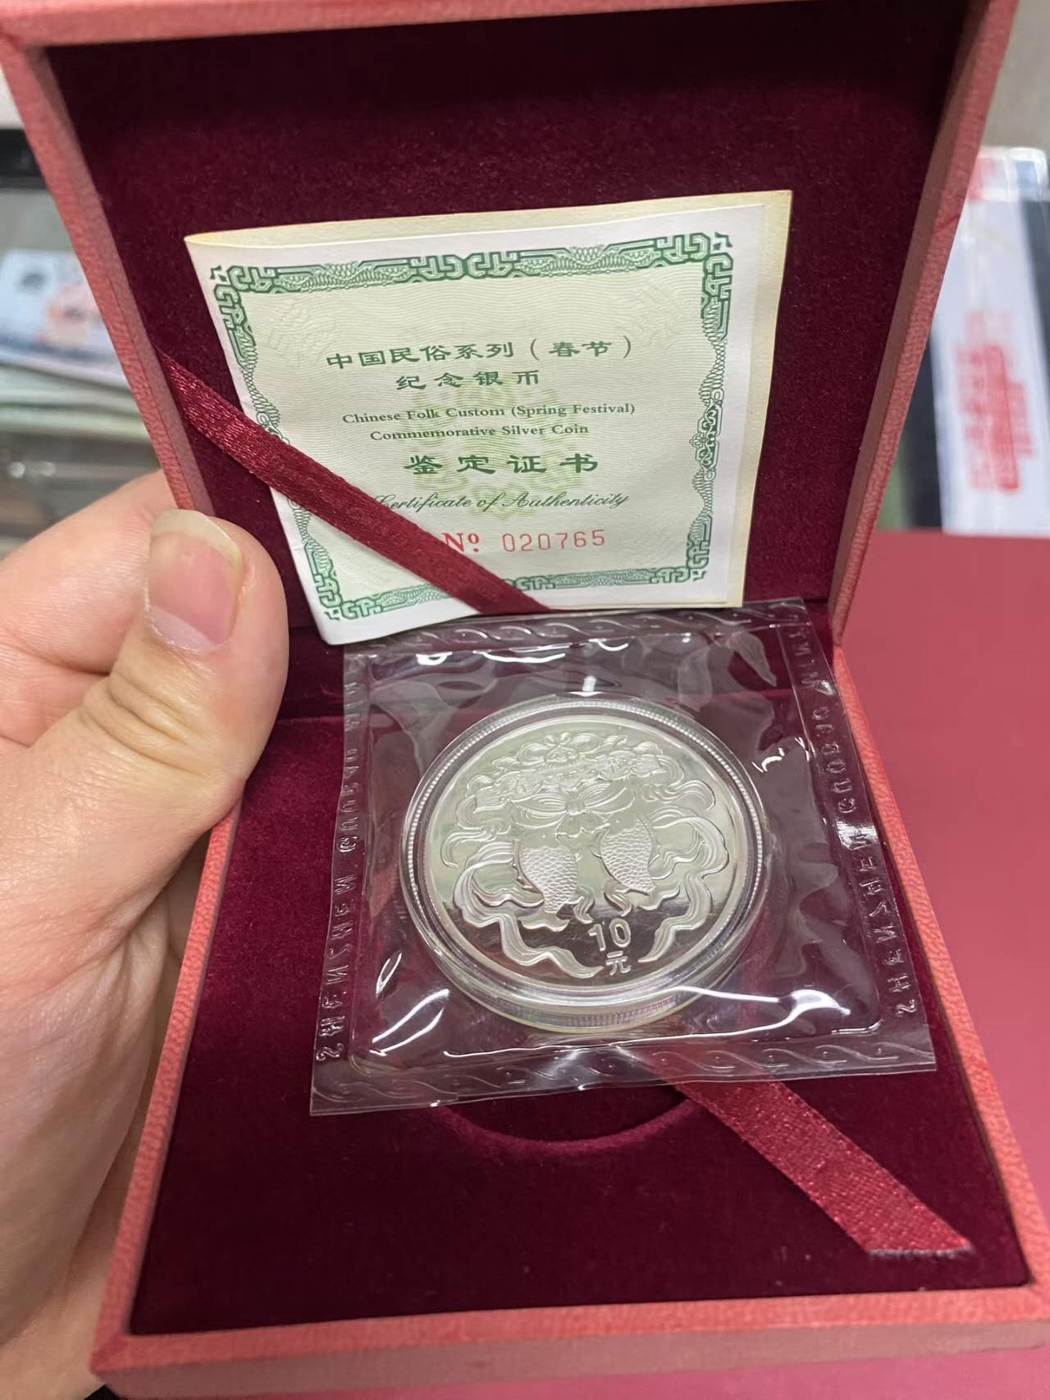 中国民俗系列（春节）
纪念银币
Chinese Folk Custom (Spring Festival)
Commemorative Silver Coin
鉴定证书
Certificate of Authenticity
Nº 020765
10
元